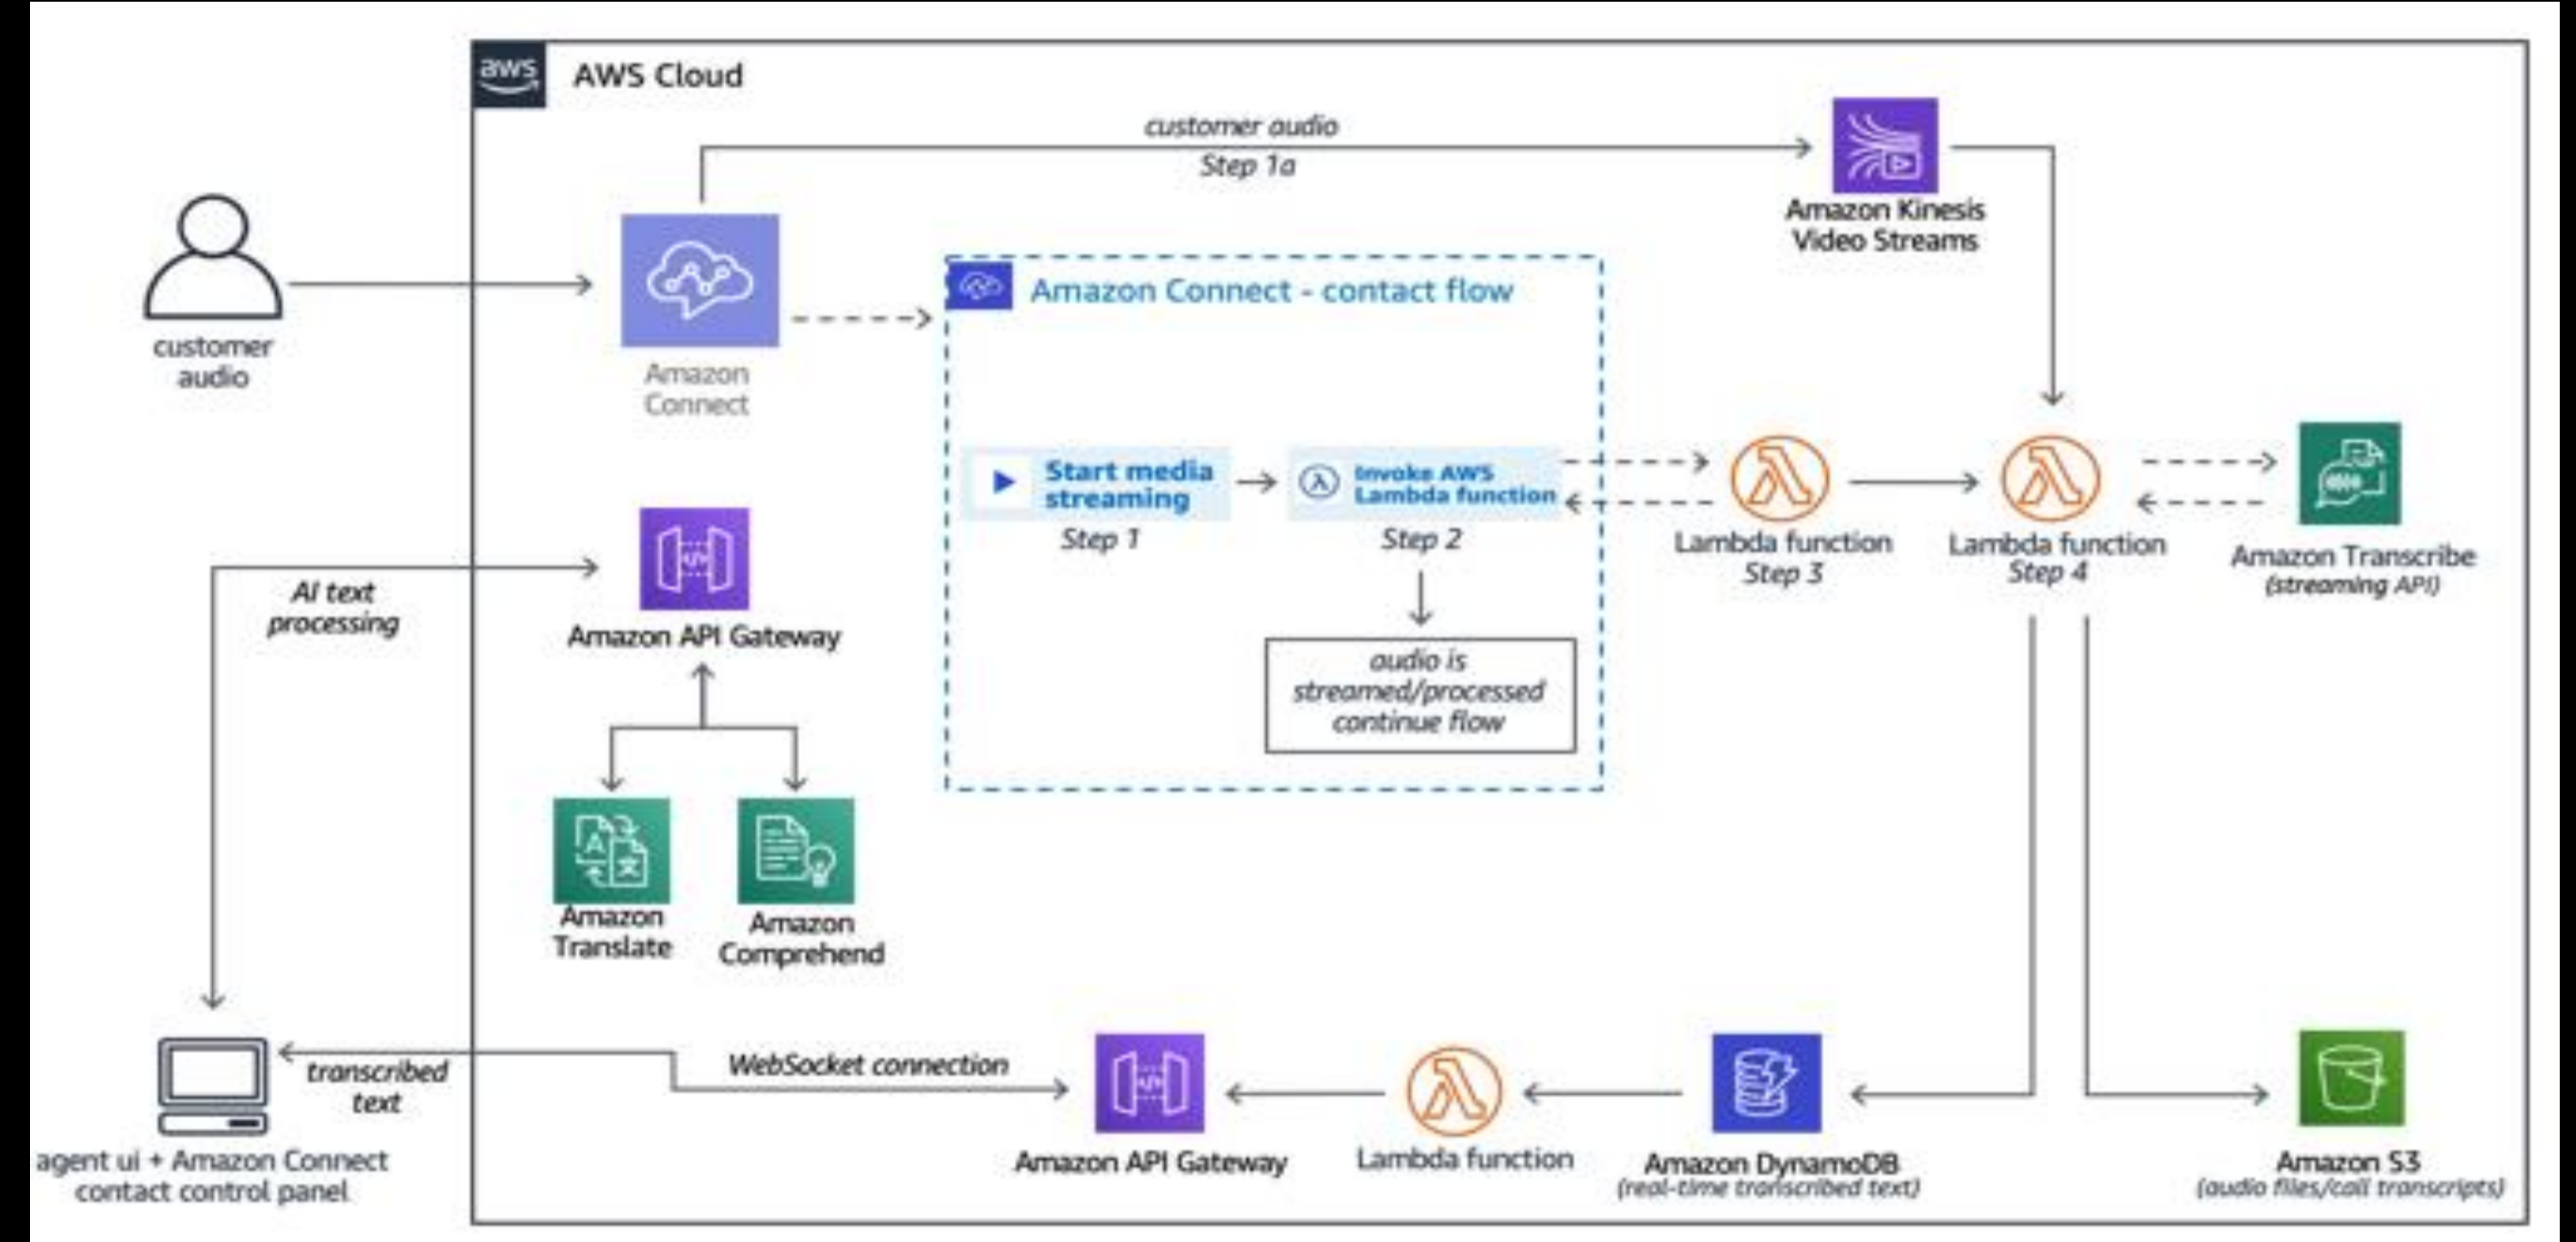 aws
AWS Cloud
customer audio
Step 1a
Amazon Kinesis
Video Streams
customer
audio
Amazon
Connect
Amazon Connect - contact flow
Start media
streaming
Step 1
Invoke AWS
Lambda function
Step 2
audio is
streamed/processed
continue flow
Lambda function
Step 3
Lambda function
Step 4
Amazon Transcribe
(streaming API)
AI text
processing
Amazon API Gateway
Amazon
Translate
Amazon
Comprehend
transcribed
text
WebSocket connection
agent ui + Amazon Connect
contact control panel
Amazon API Gateway
Lambda function
Amazon DynamoDB
(real-time transcribed text)
Amazon S3
(audio files/call transcripts)